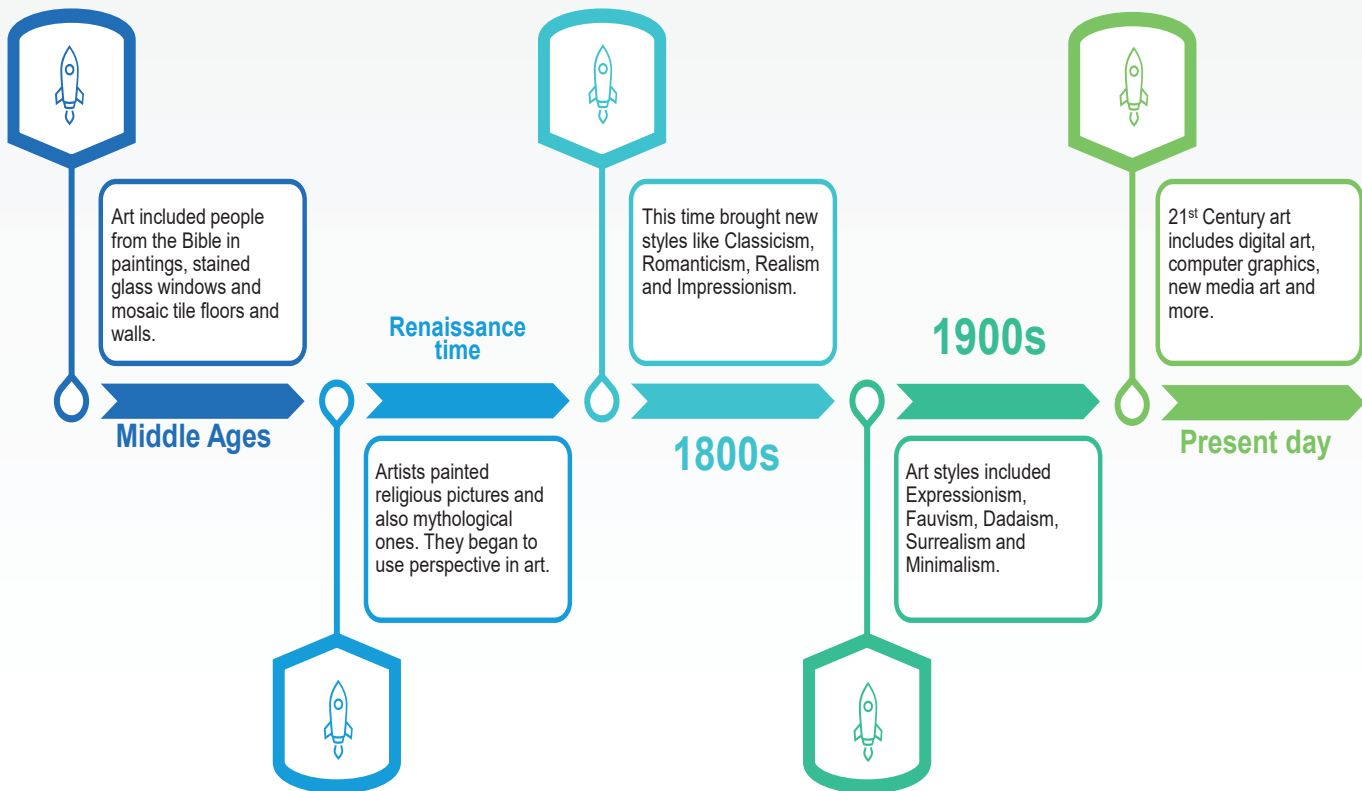 Art included people
from the Bible in
paintings, stained
glass windows and
mosaic tile floors and
walls.
Middle Ages
Renaissance
time
Artists painted
religious pictures and
also mythological
ones. They began to
use perspective in art.
This time brought new
styles like Classicism,
Romanticism, Realism
and Impressionism.
1800s
1900s
Art styles included
Expressionism,
Fauvism, Dadaism,
Surrealism and
Minimalism.
21st Century art
includes digital art,
computer graphics,
new media art and
more.
Present day